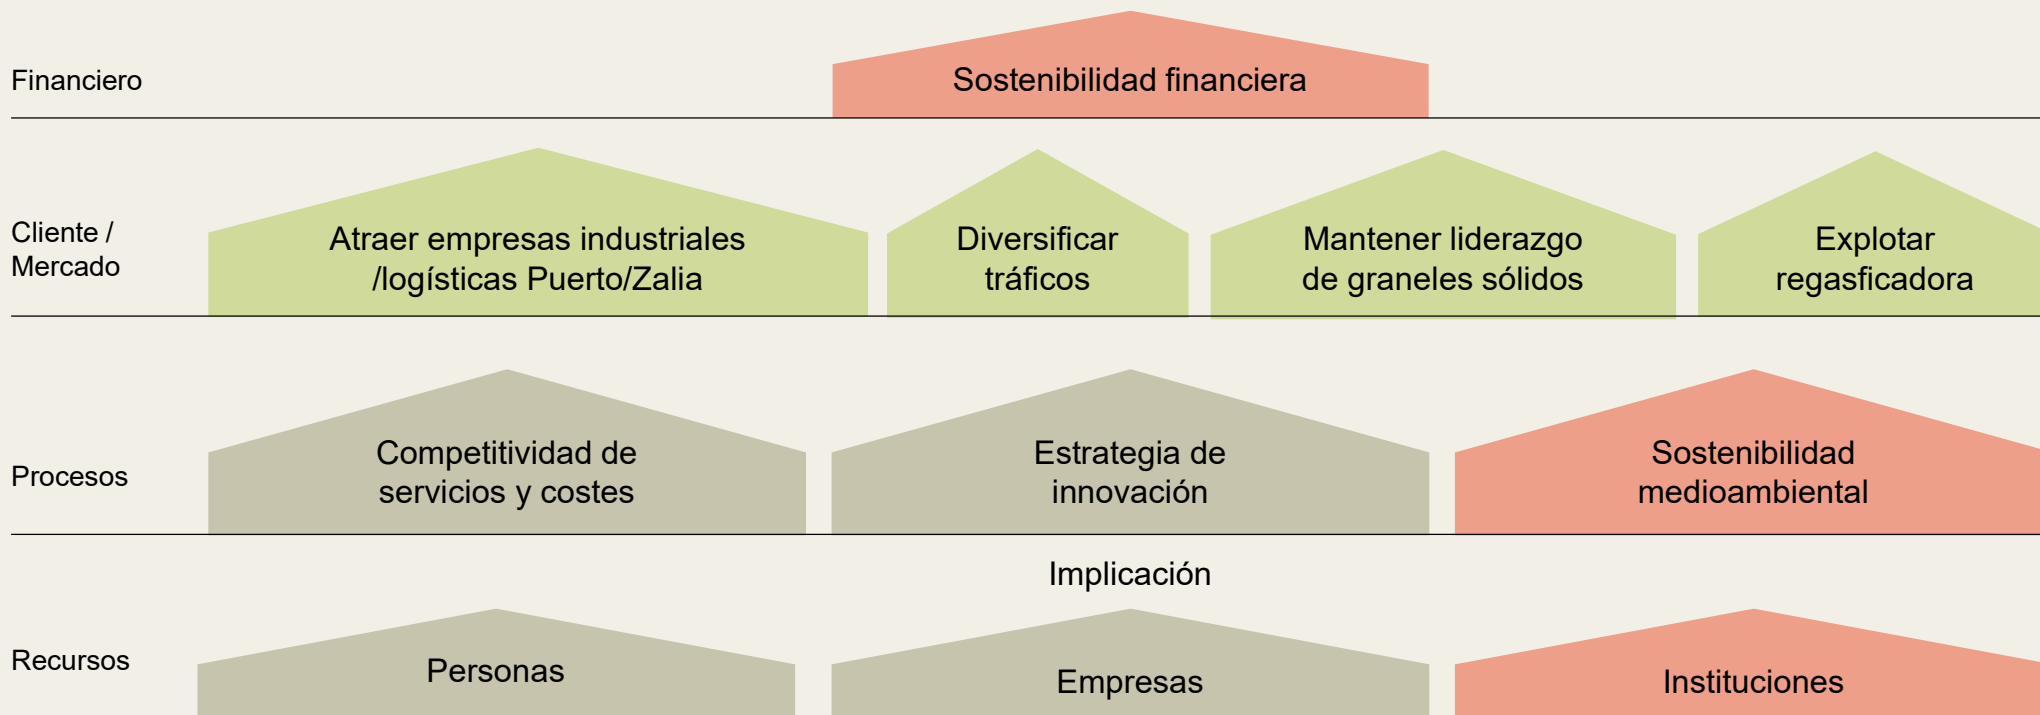 Financiero
Sostenibilidad financiera
Cliente /
Mercado
Atraer empresas industriales
/logísticas Puerto/Zalia
Diversificar
tráficos
Mantener liderazgo
de graneles sólidos
Explotar
regasficadora
Procesos
Competitividad de
servicios y costes
Estrategia de
innovación
Sostenibilidad
medioambiental
Implicación
Recursos
Personas
Empresas
Instituciones